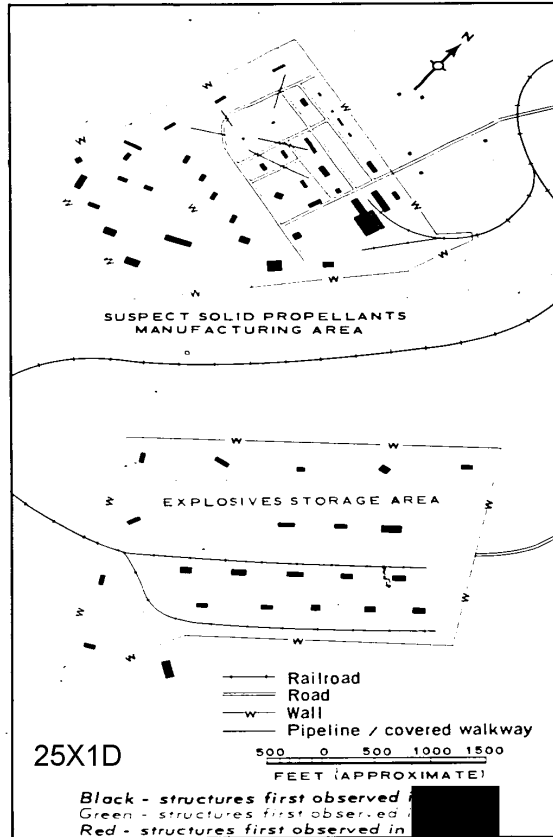 N
W
W
W
W
W
W
W
W
W
W
SUSPECT SOLID PROPELLANTS
MANUFACTURING AREA
W
W
W
EXPLOSIVES STORAGE AREA
W
W
W
W
Railroad
Road
Wall
Pipeline / covered walkway
25X1D
500 0 500 1000 1500
FEET (APPROXIMATE)
Black - structures first observed
Green - structures first observed
Red - structures first observed in